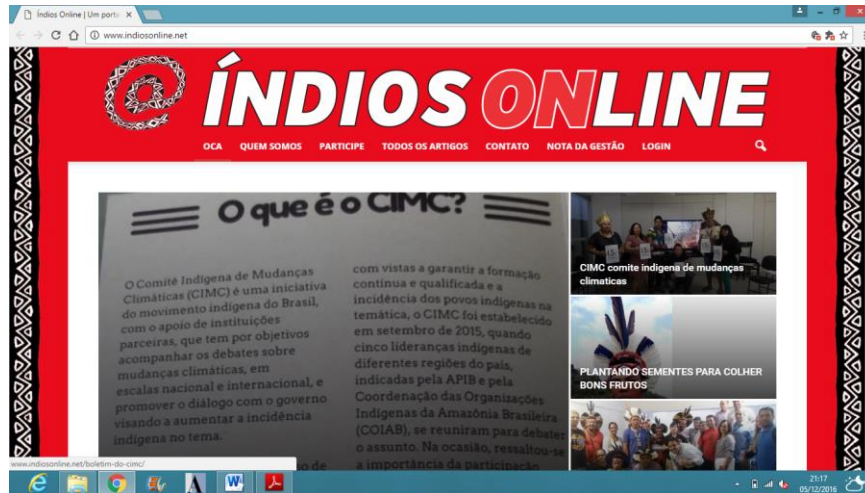 Índios Online | Um porta
www.indiosonline.net
@ ÍNDIOS ONLINE
OCA QUEM SOMOS PARTICIPE TODOS OS ARTIGOS CONTATO NOTA DA GESTÃO LOGIN
O que é o CIMC?
O Comitê Indígena de Mudanças
Climáticas (CIMC) é uma iniciativa
do movimento indígena do Brasil,
com o apoio de instituições
parceiras, que tem por objetivos
acompanhar os debates sobre
mudanças climáticas, em
escalas nacional e internacional, e
promover o diálogo com o governo
visando a aumentar a incidência
indígena no tema.
com vistas a garantir a formação
contínua e qualificada e a
incidência dos povos indígenas na
temática, o CIMC foi estabelecido
em setembro de 2015, quando
cinco lideranças indígenas de
diferentes regiões do país,
indicadas pela APIB e pela
Coordenação das Organizações
Indígenas da Amazônia Brasileira
(COIAB), se reuniram para debater
o assunto. Na ocasião, ressaltou-se
a importância da participação
CIMC comite indigena de mudanças
climaticas
PLANTANDO SEMENTES PARA COLHER
BONS FRUTOS
www.indiosonline.net/boletim-do-cimc/
21:17
05/12/2016